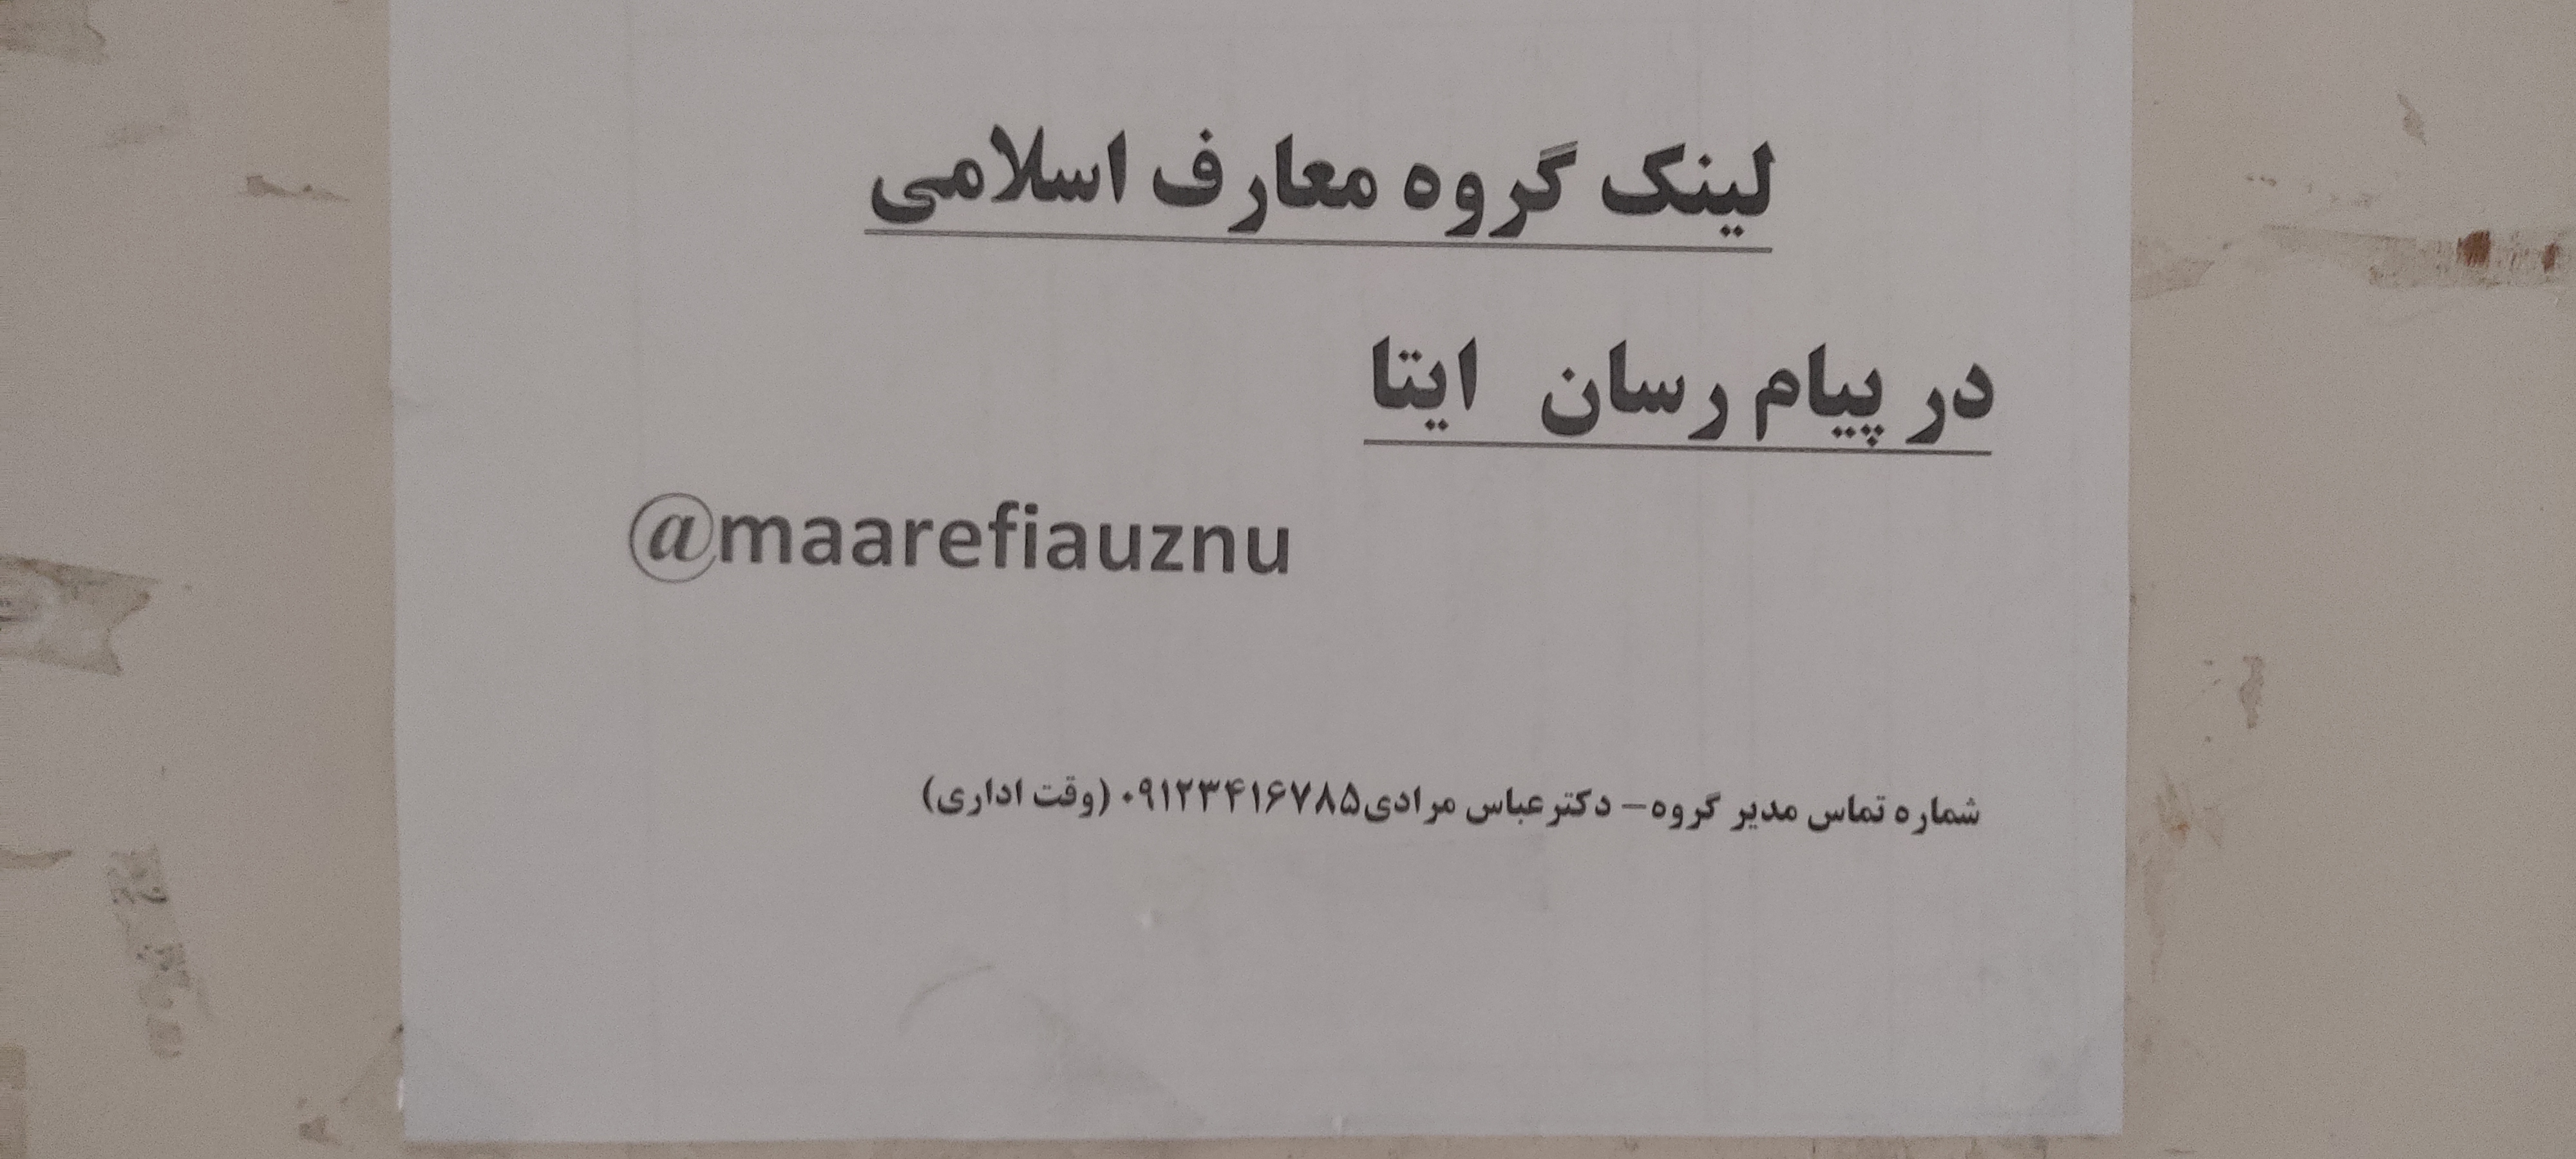 لینک گروه معارف اسلامی
در پیام رسان ایتا
@maarefiauznu
شماره تماس مدیر گروه– دکترعباس مرادی۰۹۱۲۳۴۱۶۷۸۵ (وقت اداری)